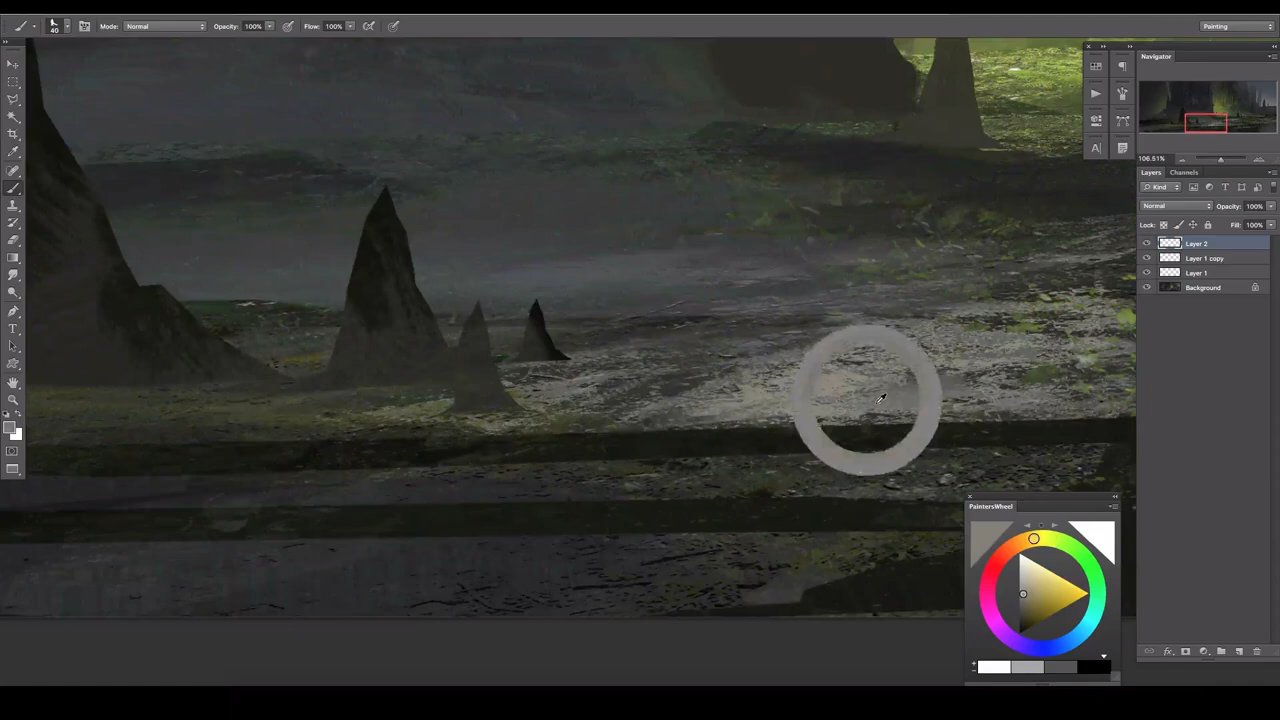 40 Mode: Normal Opacity: 100% Flow: 100% Painting
Navigator
106.51%
Layers Channels
Kind
Normal Opacity: 100%
Lock: Fill: 100%
Layer 2
Layer 1 copy
Layer 1
Background
PaintersWheel